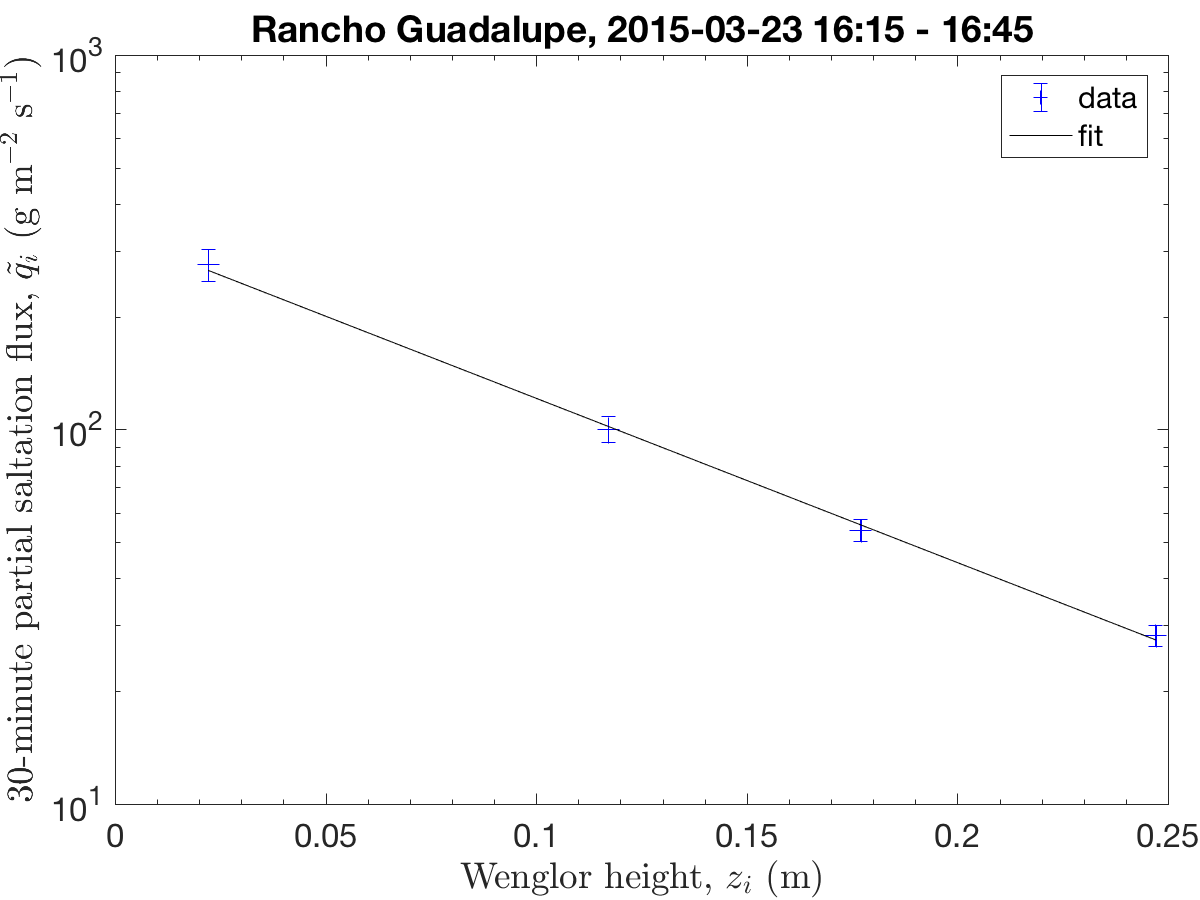 Rancho Guadalupe, 2015-03-23 16:15 - 16:45
30-minute partial saltation flux, q̃ᵢ (g m⁻² s⁻¹)
10³
10²
10¹
data
fit
0 0.05 0.1 0.15 0.2 0.25
Wenglor height, zᵢ (m)